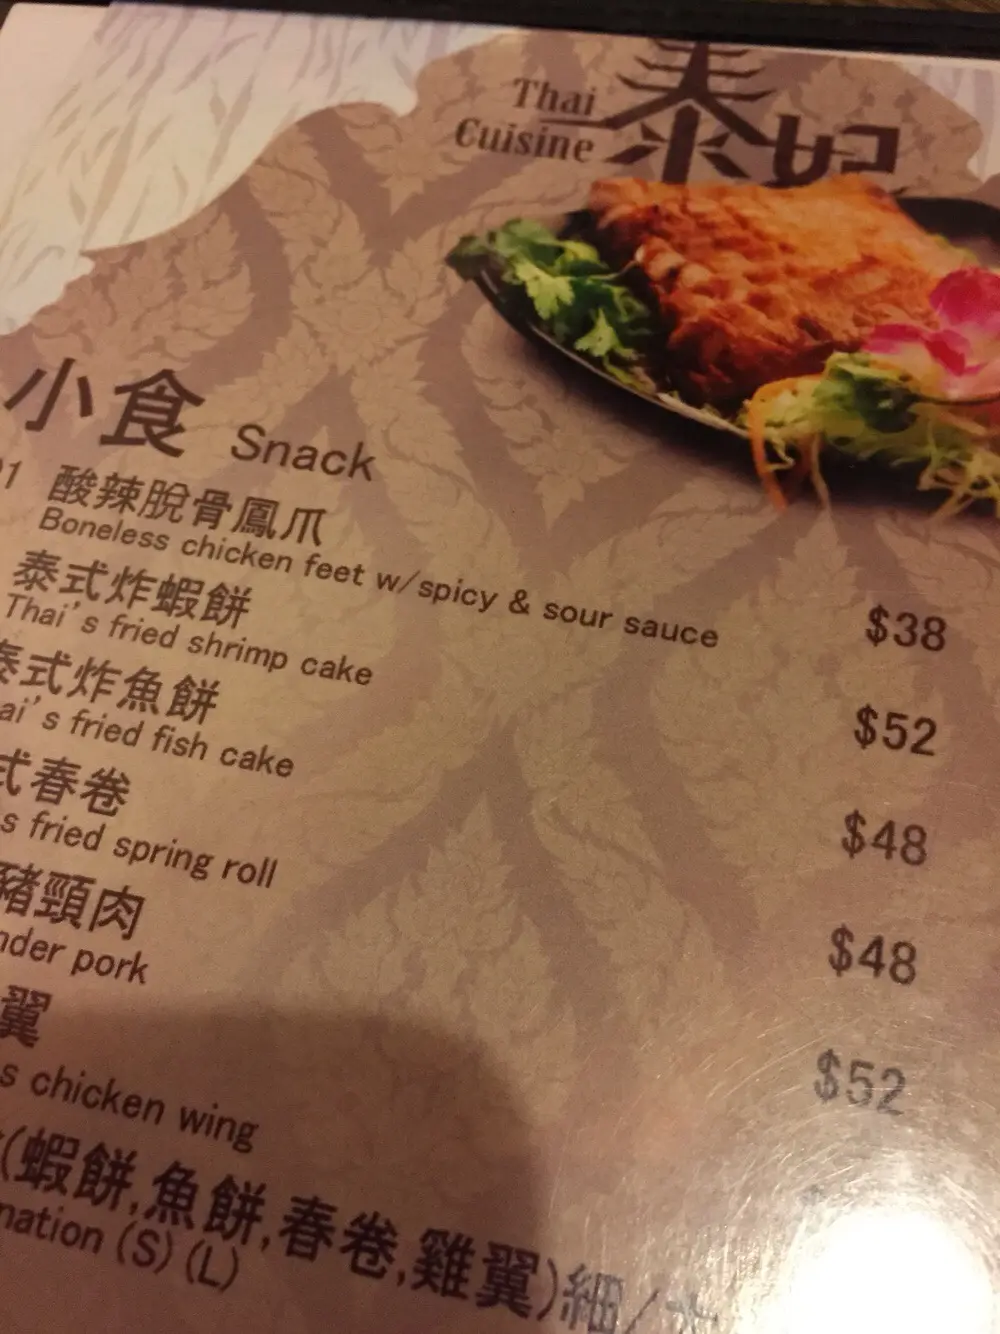 Thai
Cuisine
泰妃
小食 Snack
酸辣脫骨鳳爪
Boneless chicken feet w/spicy & sour sauce $38
泰式炸蝦餅
Thai's fried shrimp cake $52
泰式炸魚餅
ai's fried fish cake $48
式春卷
s fried spring roll $48
豬頸肉
nder pork $52
翼
s chicken wing
(蝦餅,魚餅,春卷,雞翼)細/
nation (S) (L)